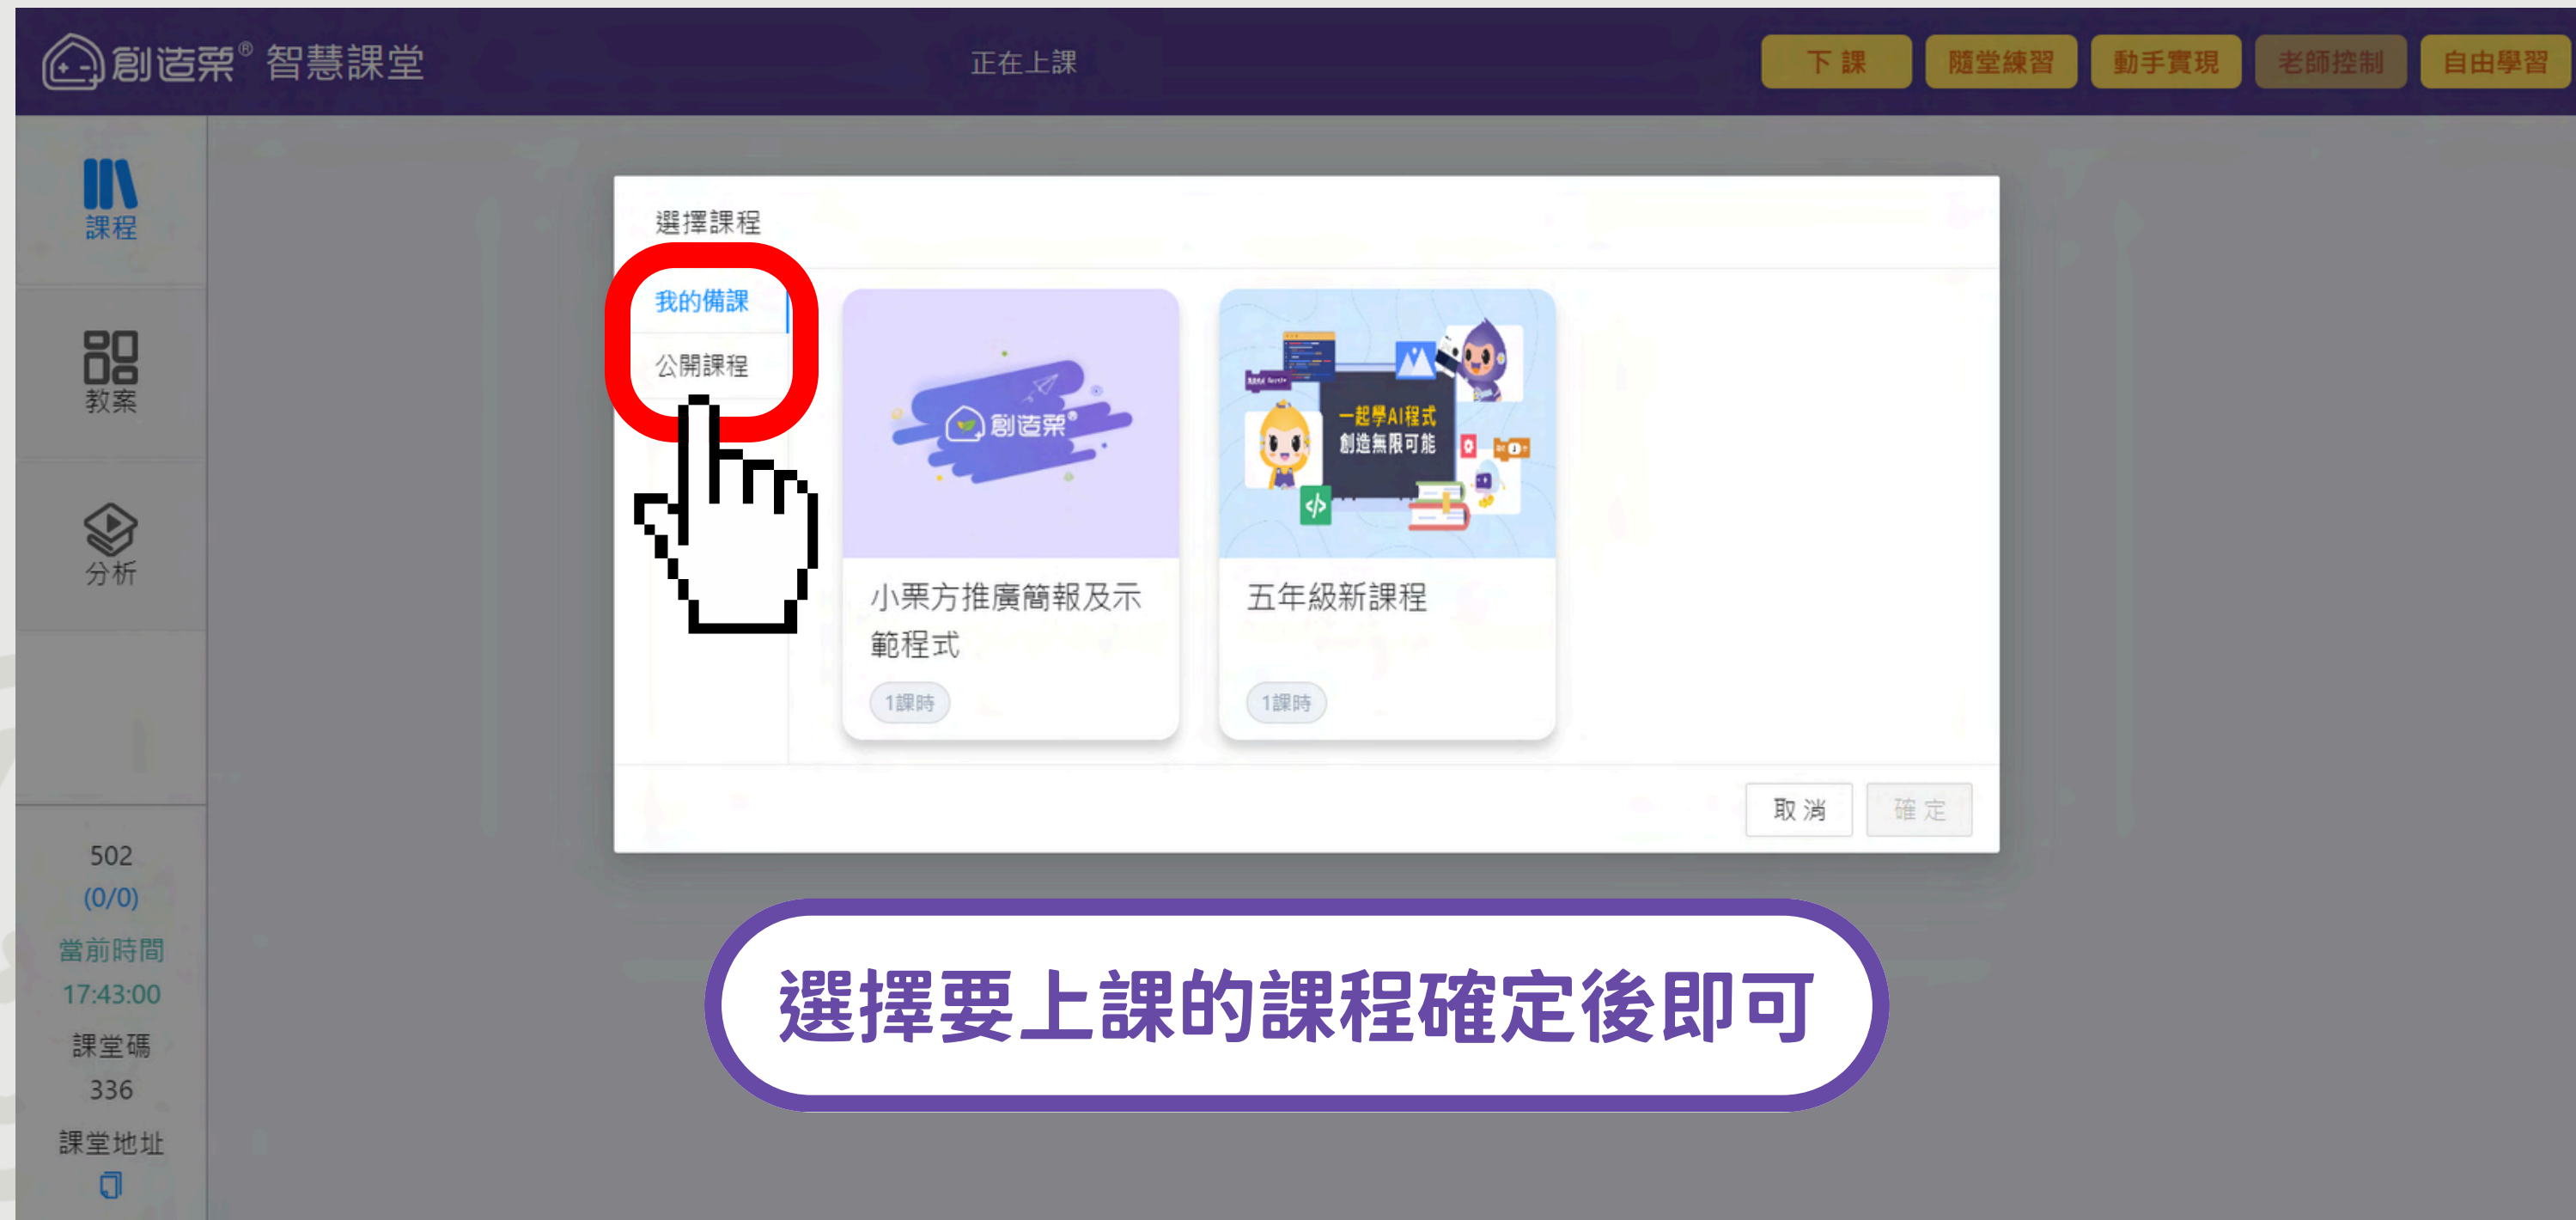 創造栗® 智慧課堂
正在上課
下課
隨堂練習
動手實現
老師控制
自由學習
課程
教案
分析
502
(0/0)
當前時間
17:43:00
課堂碼
336
課堂地址
選擇課程
我的備課
公開課程
創造栗®
小栗方推廣簡報及示
範程式
1課時
一起學AI程式
創造無限可能
</>
五年級新課程
1課時
取消
確定
選擇要上課的課程確定後即可